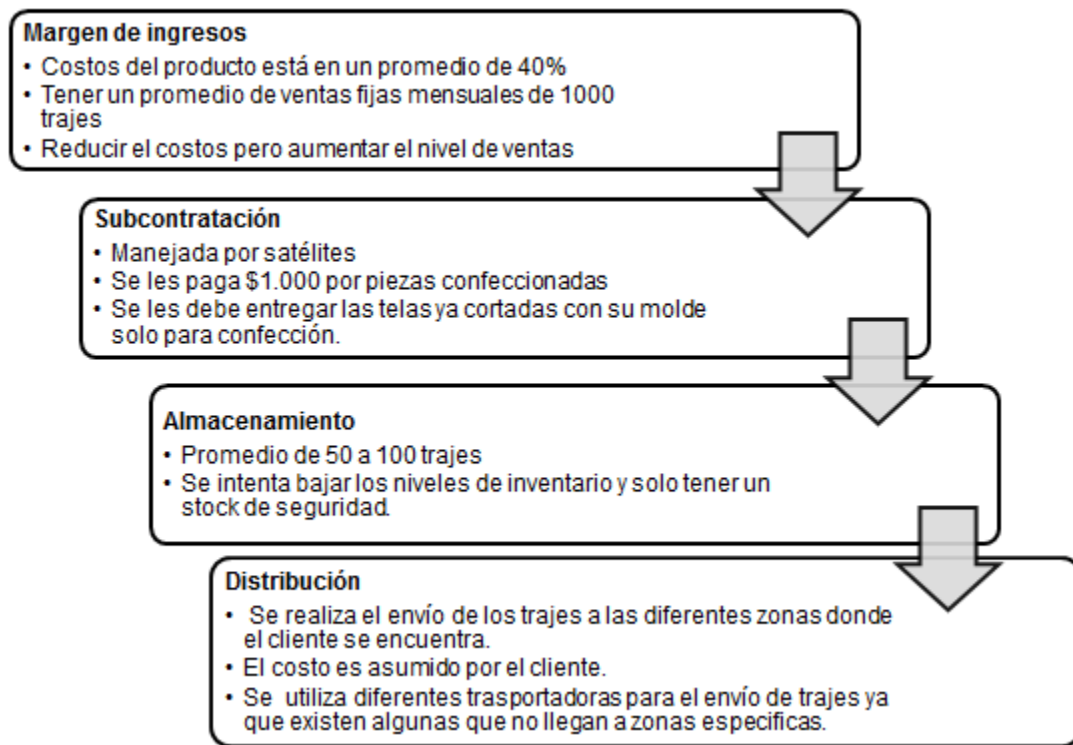 Margen de ingresos
• Costos del producto está en un promedio de 40%
• Tener un promedio de ventas fijas mensuales de 1000
trajes
• Reducir el costos pero aumentar el nivel de ventas
Subcontratación
• Manejada por satélites
• Se les paga $1.000 por piezas confeccionadas
• Se les debe entregar las telas ya cortadas con su molde
solo para confección.
Almacenamiento
• Promedio de 50 a 100 trajes
• Se intenta bajar los niveles de inventario y solo tener un
stock de seguridad.
Distribución
• Se realiza el envío de los trajes a las diferentes zonas donde
el cliente se encuentra.
• El costo es asumido por el cliente.
• Se utiliza diferentes trasportadoras para el envío de trajes ya
que existen algunas que no llegan a zonas especificas.